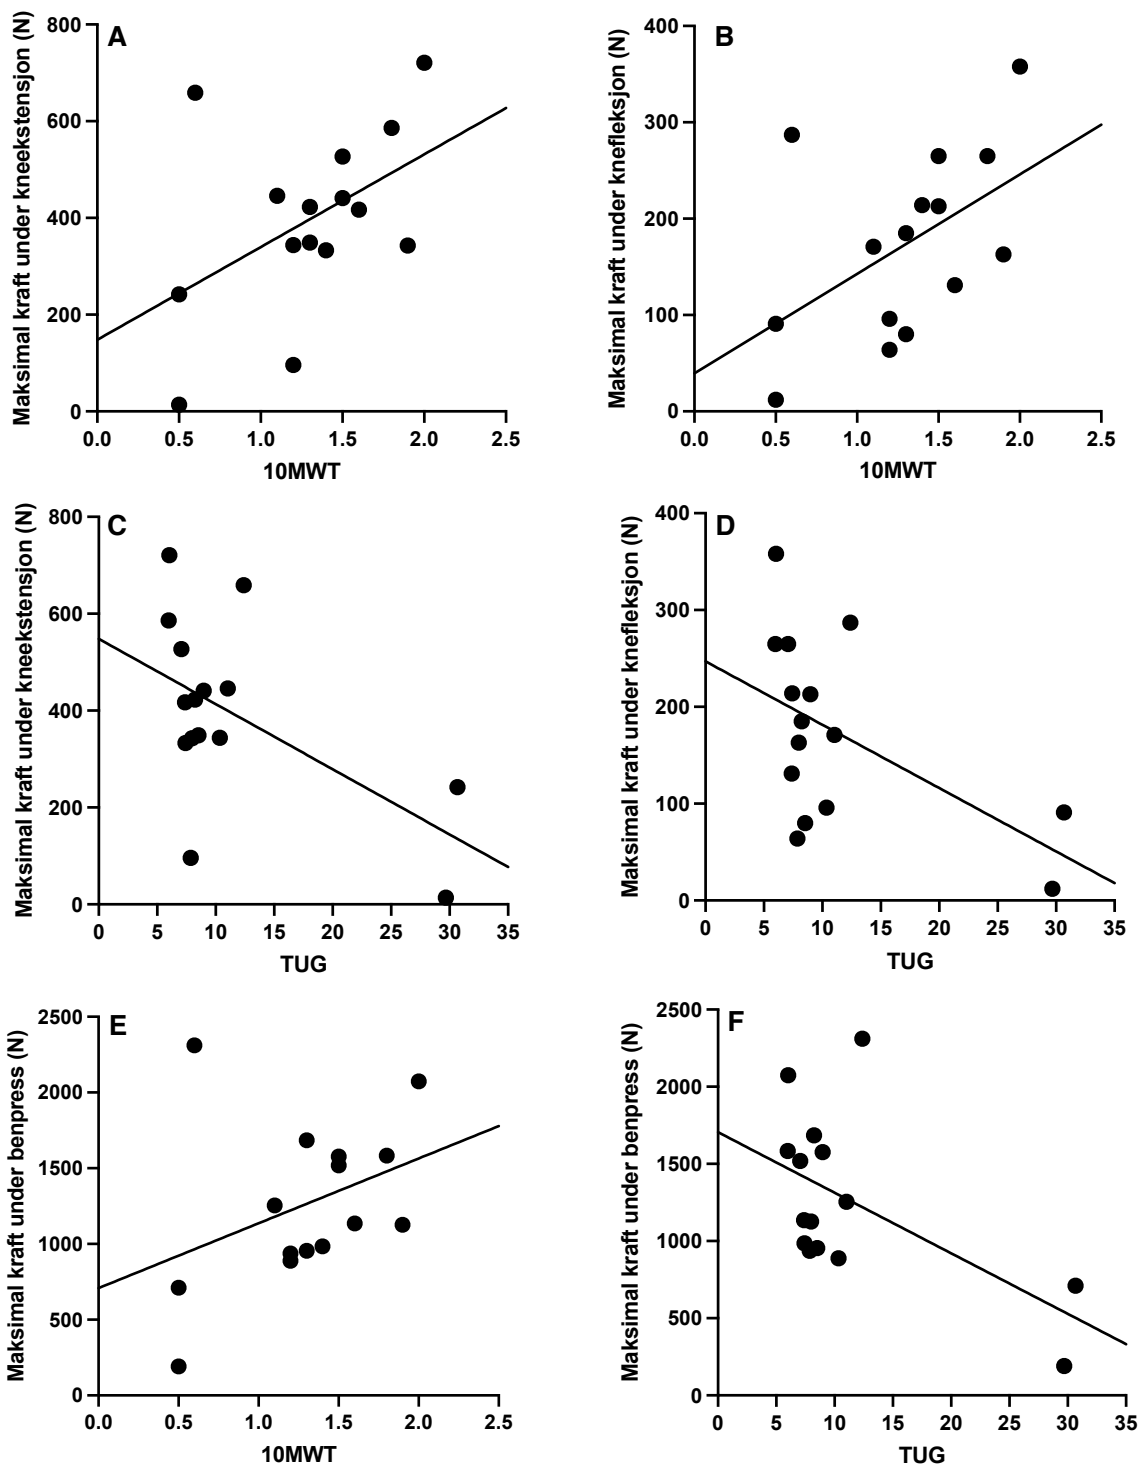 A
Maksimal kraft under kneekstensjon (N)
800
600
400
200
0
0.0 0.5 1.0 1.5 2.0 2.5
10MWT
B
Maksimal kraft under knefleksjon (N)
400
300
200
100
0
0.0 0.5 1.0 1.5 2.0 2.5
10MWT
C
Maksimal kraft under kneekstensjon (N)
800
600
400
200
0
0 5 10 15 20 25 30 35
TUG
D
Maksimal kraft under knefleksjon (N)
400
300
200
100
0
0 5 10 15 20 25 30 35
TUG
E
Maksimal kraft under benpress (N)
2500
2000
1500
1000
500
0
0.0 0.5 1.0 1.5 2.0 2.5
10MWT
F
Maksimal kraft under benpress (N)
2500
2000
1500
1000
500
0
0 5 10 15 20 25 30 35
TUG